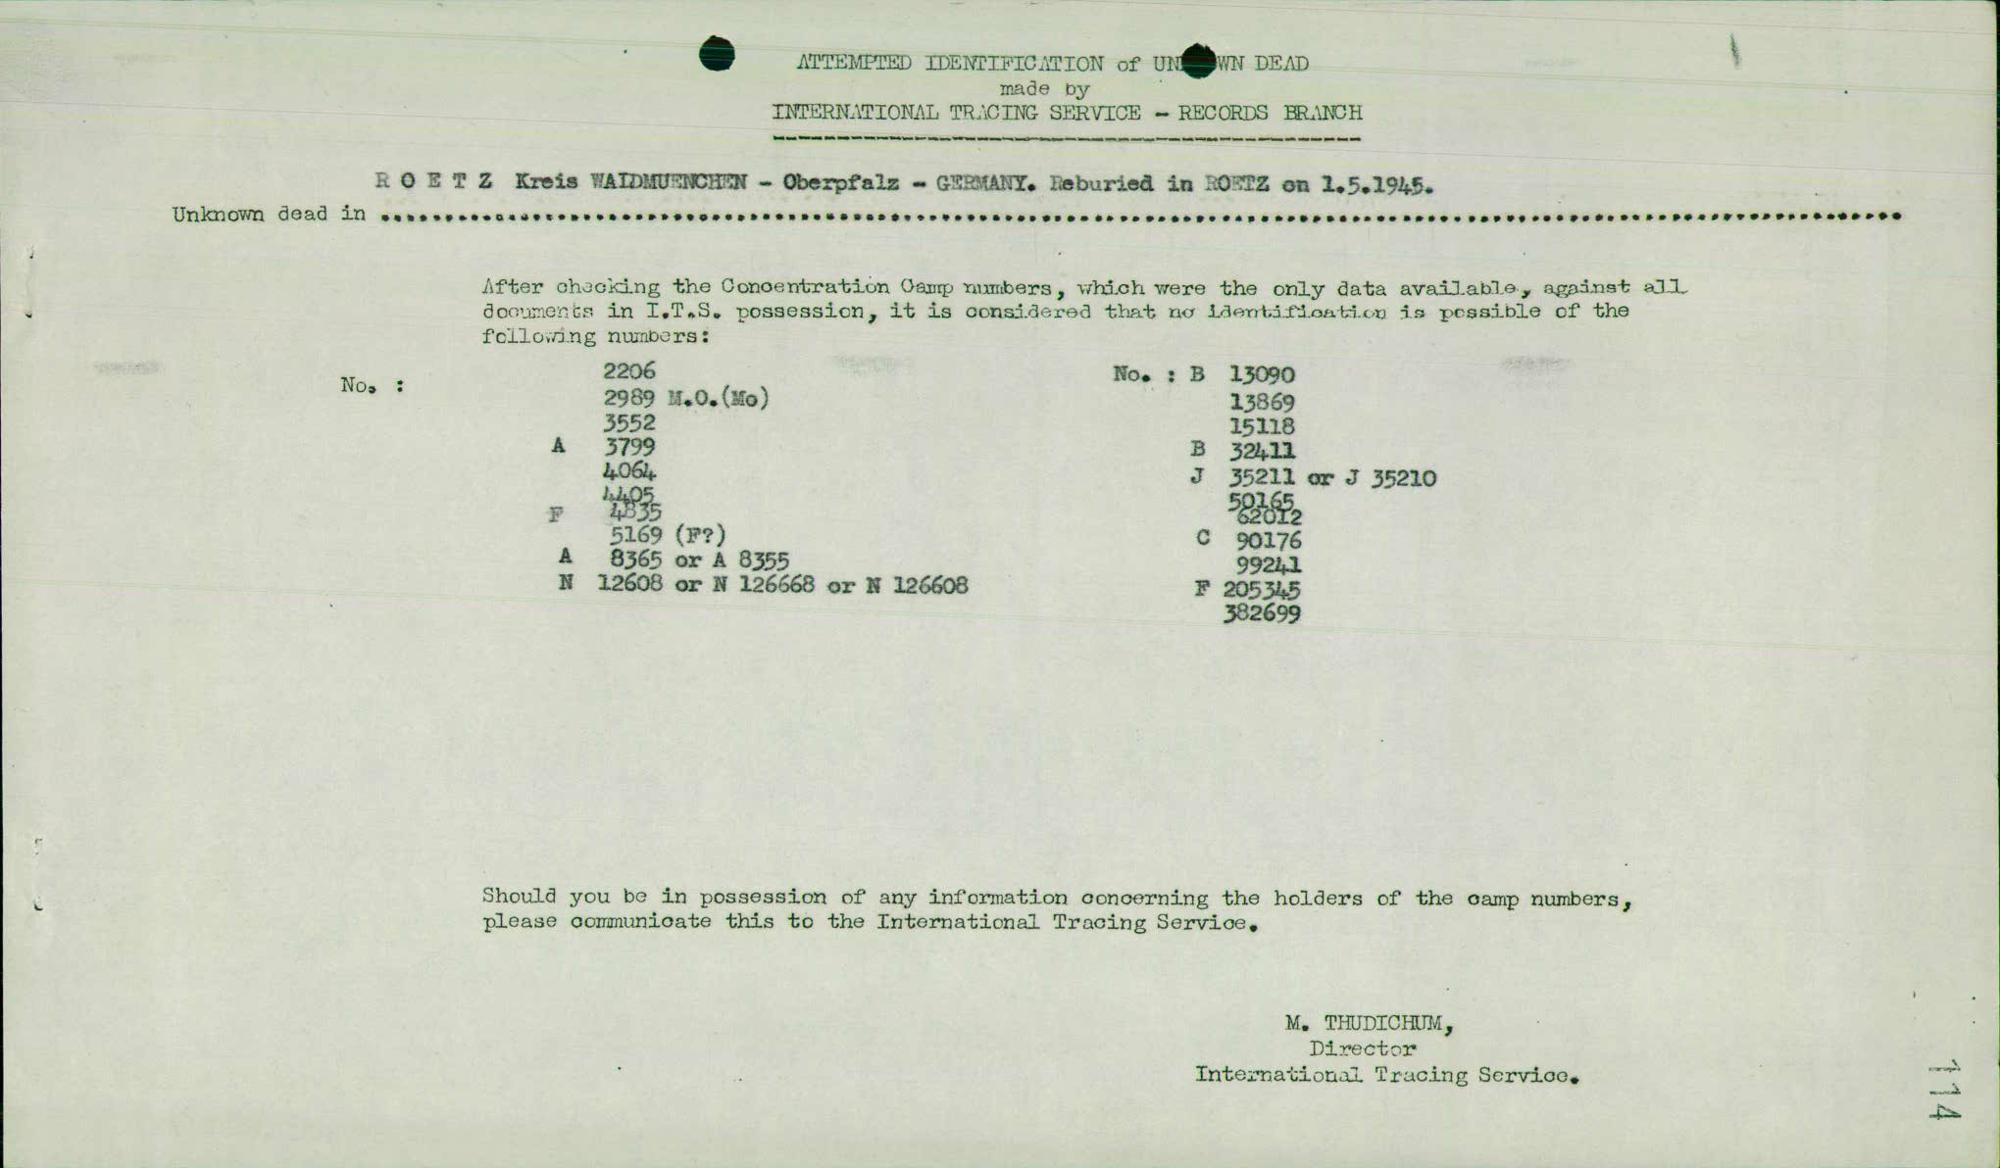 ATTEMPTED IDENTIFICATION of UN WN DEAD
made by
INTERNATIONAL TRACING SERVICE - RECORDS BRANCH
R O E T Z Kreis WAIDMUENCHEN - Oberpfalz - GERMANY. Reburied in ROETZ on 1.5.1945.
Unknown dead in ..........
After checking the Concentration Camp numbers, which were the only data available, against all
documents in I.T.S. possession, it is considered that no identification is possible of the
following numbers:
No. :
2206
2989 M.O.(Mo)
3552
A 3799
4064
4405
F 4835
5169 (F?)
A 8365 or A 8355
N 12608 or N 126668 or N 126608
No. : B 13090
13869
15118
B 32411
J 35211 or J 35210
50165
62012
C 90176
99241
F 205345
382699
Should you be in possession of any information concerning the holders of the camp numbers,
please communicate this to the International Tracing Service.
M. THUDICHUM,
Director
International Tracing Service.
114